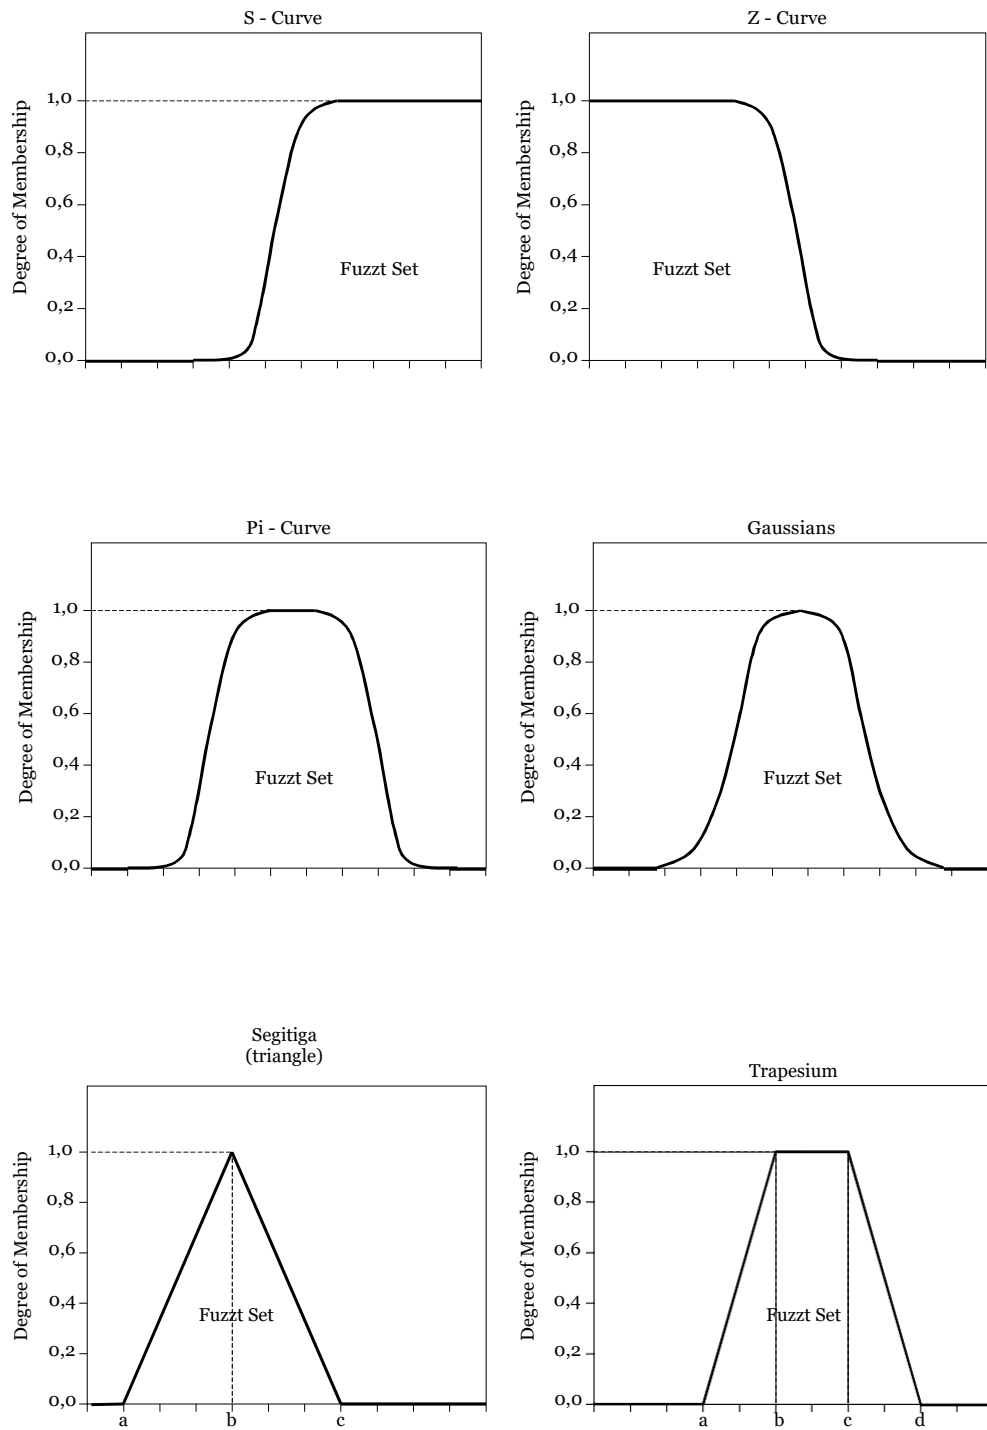 S - Curve
Degree of Membership
1,0
0,8
0,6
0,4
0,2
0,0
Fuzzt Set
Z - Curve
Degree of Membership
1,0
0,8
0,6
0,4
0,2
0,0
Fuzzt Set
Pi - Curve
Degree of Membership
1,0
0,8
0,6
0,4
0,2
0,0
Fuzzt Set
Gaussians
Degree of Membership
1,0
0,8
0,6
0,4
0,2
0,0
Fuzzt Set
Segitiga
(triangle)
Degree of Membership
1,0
0,8
0,6
0,4
0,2
0,0
Fuzzt Set
a b c
Trapesium
Degree of Membership
1,0
0,8
0,6
0,4
0,2
0,0
Fuzzt Set
a b c d